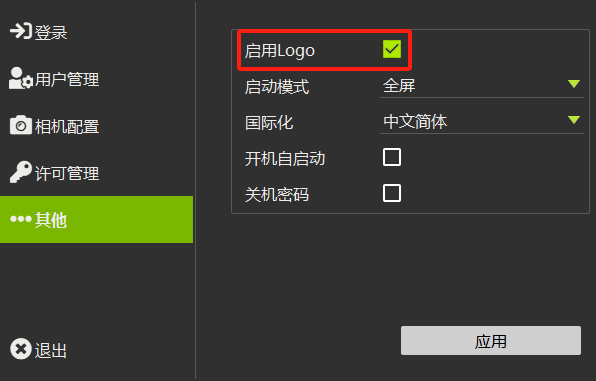 登录
用户管理
相机配置
许可管理
其他
退出
启用Logo
启动模式 全屏
国际化 中文简体
开机自启动
关机密码
应用